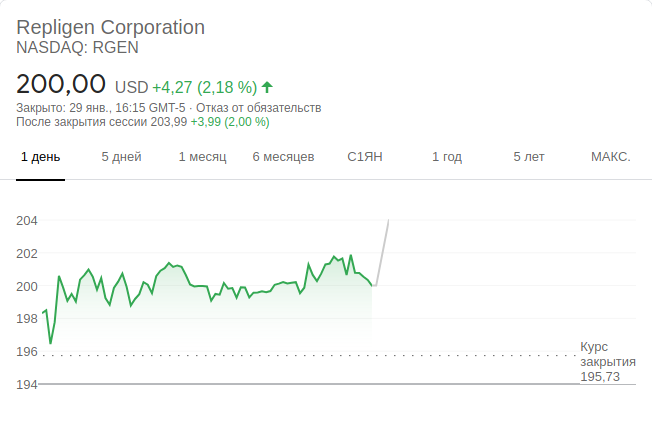 Repligen Corporation
NASDAQ: RGEN
200,00 USD +4,27 (2,18 %)
Закрыто: 29 янв., 16:15 GMT-5 · Отказ от обязательств
После закрытия сессии 203,99 +3,99 (2,00 %)
1 день 5 дней 1 месяц 6 месяцев С1ЯН 1 год 5 лет МАКС.
204
202
200
198
196
194
Курс
закрытия
195,73